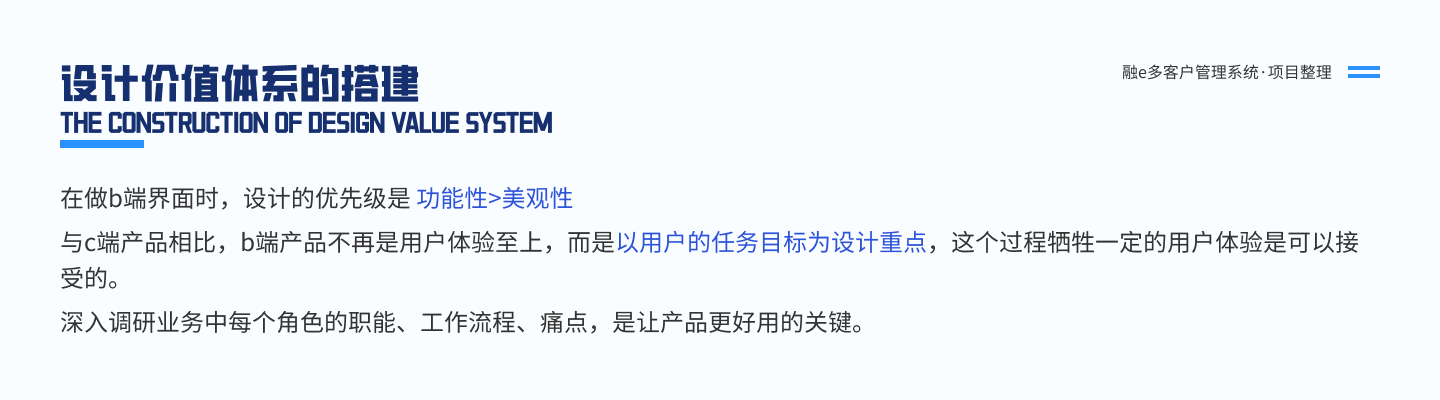 设计价值体系的搭建
融e多客户管理系统·项目整理
THE CONSTRUCTION OF DESIGN VALUE SYSTEM
在做b端界面时，设计的优先级是 功能性>美观性
与c端产品相比，b端产品不再是用户体验至上，而是以用户的任务目标为设计重点，这个过程牺牲一定的用户体验是可以接
受的。
深入调研业务中每个角色的职能、工作流程、痛点，是让产品更好用的关键。